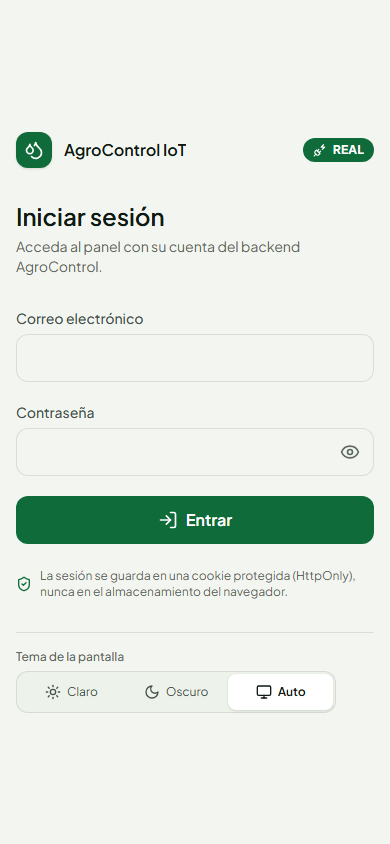 AgroControl IoT
REAL
Iniciar sesión
Acceda al panel con su cuenta del backend
AgroControl.
Correo electrónico
Contraseña
Entrar
La sesión se guarda en una cookie protegida (HttpOnly),
nunca en el almacenamiento del navegador.
Tema de la pantalla
Claro
Oscuro
Auto